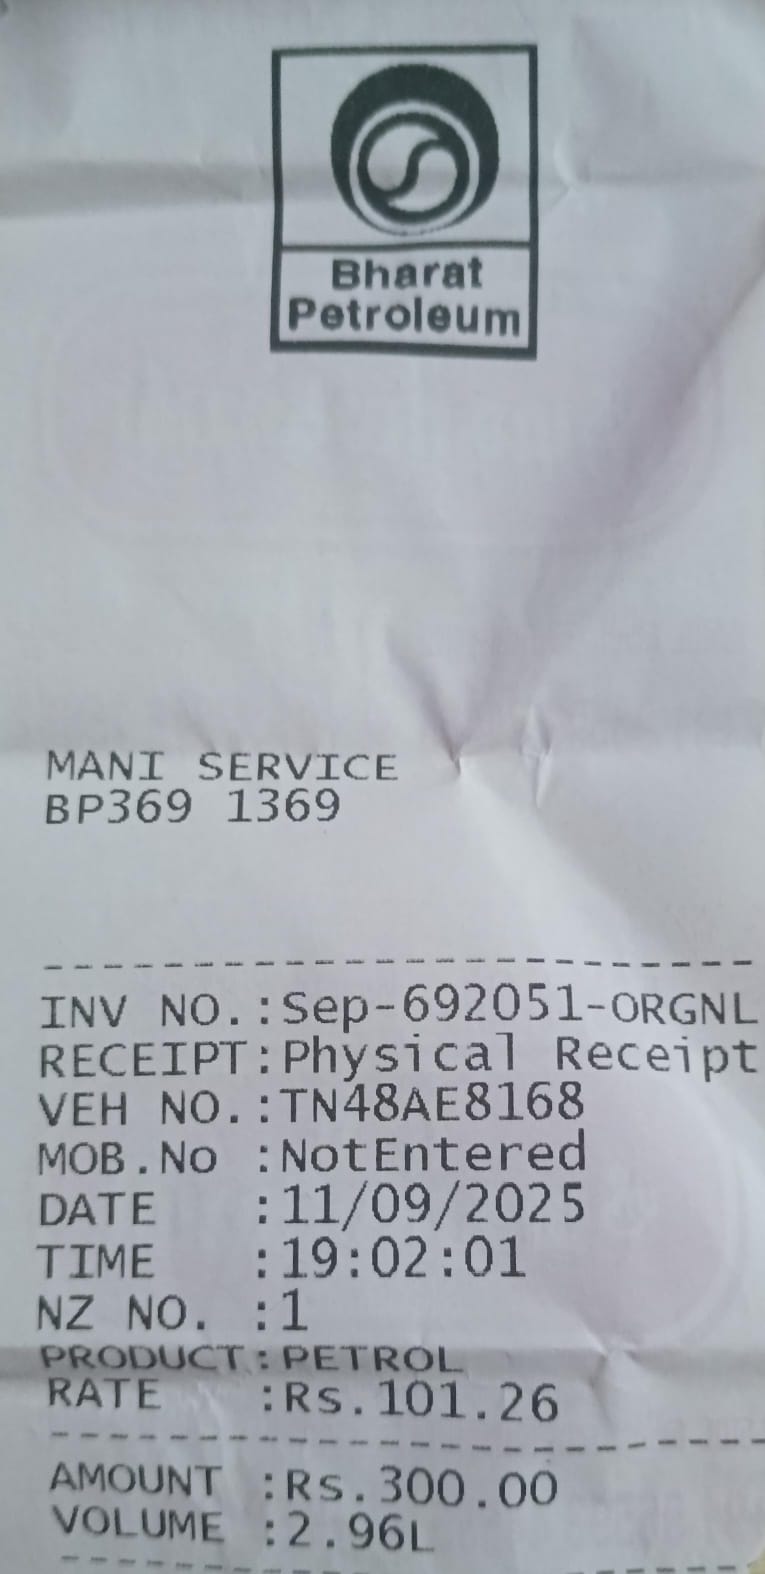 Bharat
Petroleum
MANI SERVICE
BP369 1369
--------------------------------
INV NO.:Sep-692051-ORGNL
RECEIPT:Physical Receipt
VEH NO.:TN48AE8168
MOB.No :NotEntered
DATE :11/09/2025
TIME :19:02:01
NZ NO. :1
PRODUCT:PETROL
RATE :Rs.101.26
--------------------------------
AMOUNT :Rs.300.00
VOLUME :2.96L
--------------------------------